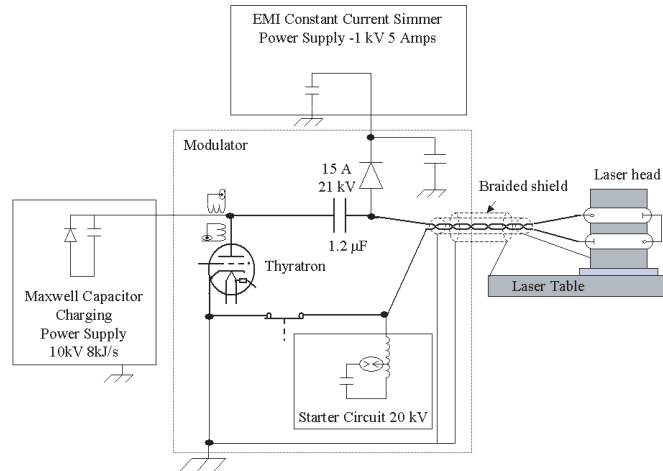 EMI Constant Current Simmer
Power Supply -1 kV 5 Amps
Modulator
15 A
21 kV
Braided shield
Laser head
1.2 µF
Thyratron
Maxwell Capacitor
Charging
Power Supply
10kV 8kJ/s
Laser Table
Starter Circuit 20 kV